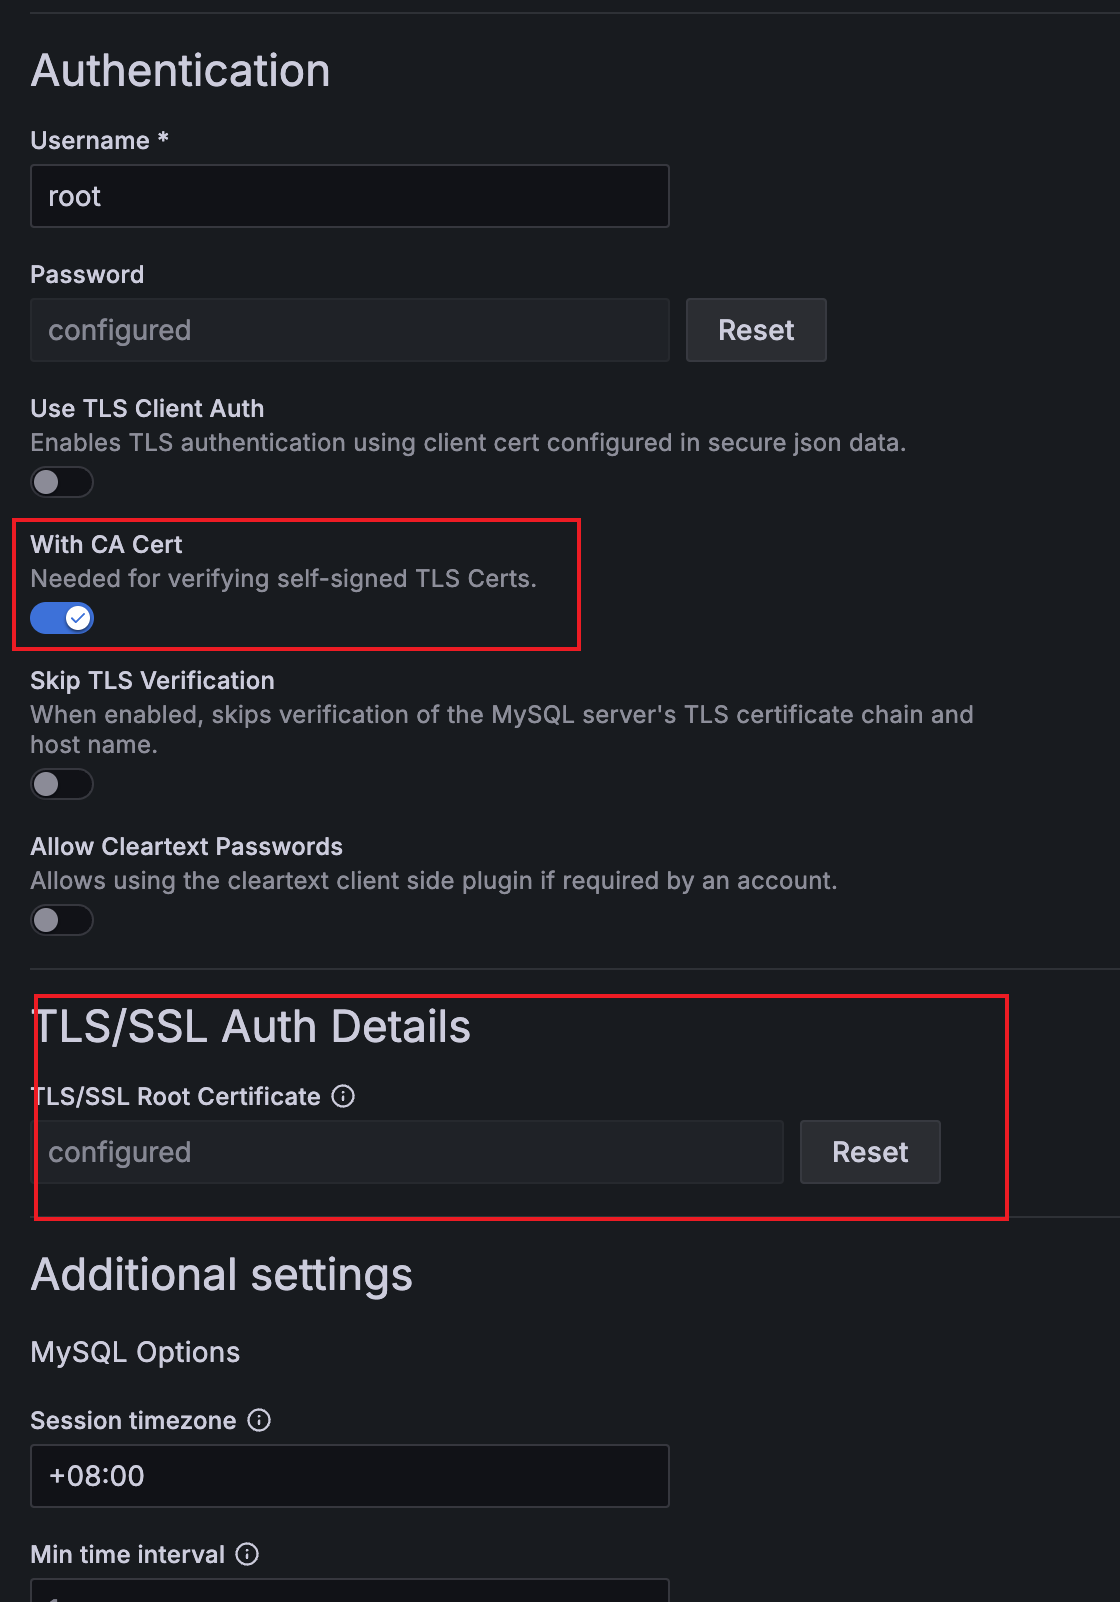 Authentication
Username *
root
Password
configured
Reset
Use TLS Client Auth
Enables TLS authentication using client cert configured in secure json data.
With CA Cert
Needed for verifying self-signed TLS Certs.
Skip TLS Verification
When enabled, skips verification of the MySQL server's TLS certificate chain and
host name.
Allow Cleartext Passwords
Allows using the cleartext client side plugin if required by an account.
TLS/SSL Auth Details
TLS/SSL Root Certificate
configured
Reset
Additional settings
MySQL Options
Session timezone
+08:00
Min time interval